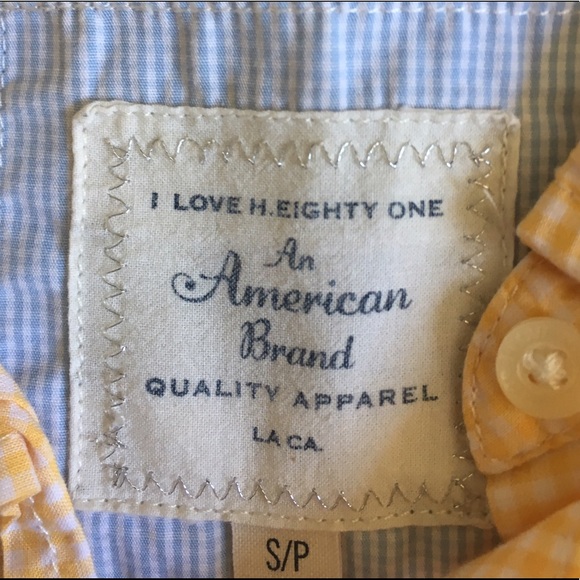 I LOVE H.EIGHTY ONE
An
American
Brand
QUALITY APPAREL
LA CA.
S/P